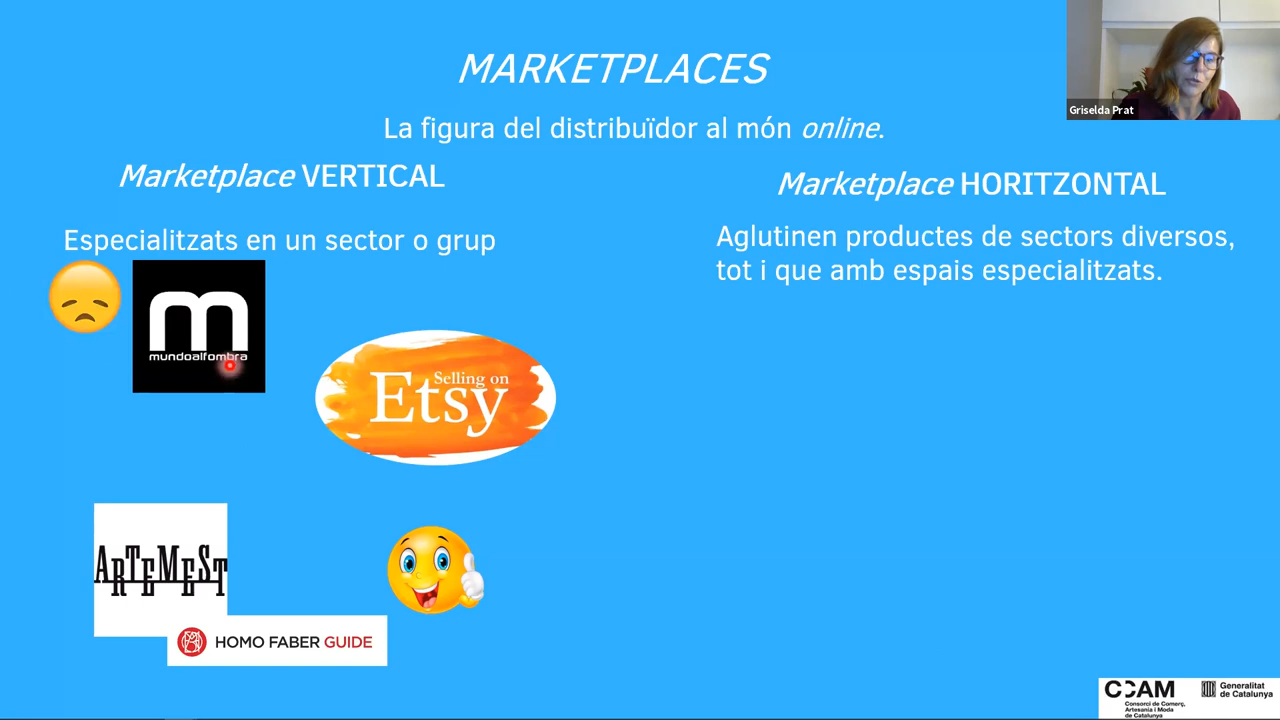 MARKETPLACES
La figura del distribuïdor al món online.
Marketplace VERTICAL
Especialitzats en un sector o grup
m
mundoalfombra
Selling on
Etsy
ARTEMEST
HOMO FABER GUIDE
Marketplace HORITZONTAL
Aglutinen productes de sectors diversos,
tot i que amb espais especialitzats.
Griselda Prat
CCAM
Consorci de Comerç,
Artesania i Moda
de Catalunya
Generalitat
de Catalunya